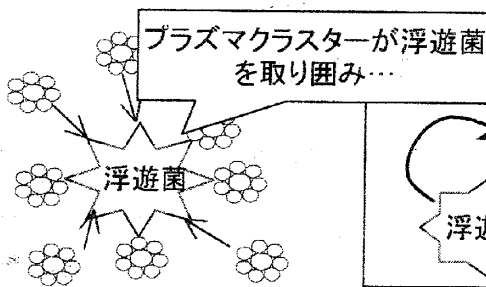 プラズマクラスターが浮遊菌
を取り囲み…
浮遊菌
浮遊